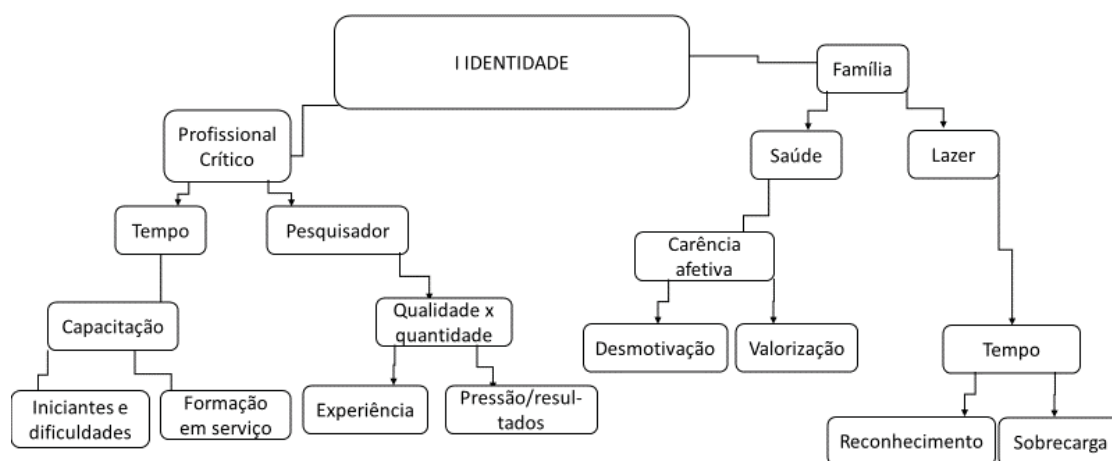 I IDENTIDADE
Família
Profissional
Crítico
Saúde
Lazer
Tempo
Pesquisador
Carência
afetiva
Capacitação
Qualidade x
quantidade
Desmotivação
Valorização
Tempo
Iniciantes e
dificuldades
Formação
em serviço
Experiência
Pressão/resul-
tados
Reconhecimento
Sobrecarga